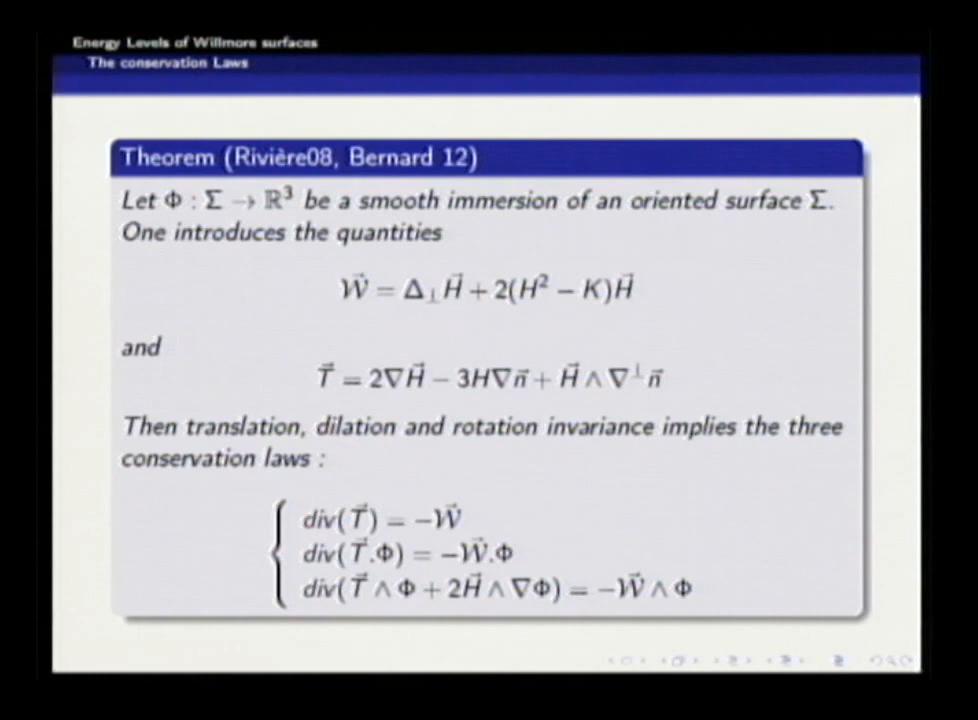 Energy Levels of Willmore surfaces
The conservation Laws
Theorem (Rivière08, Bernard 12)
Let Φ : Σ → ℝ³ be a smooth immersion of an oriented surface Σ.
One introduces the quantities
𝒲⃗ = Δ⊥H⃗ + 2(H² − K)H⃗
and
T⃗ = 2∇H⃗ − 3H∇n⃗ + H⃗ ∧ ∇⊥n⃗
Then translation, dilation and rotation invariance implies the three
conservation laws :
div(T⃗) = −𝒲⃗
div(T⃗.Φ) = −𝒲⃗.Φ
div(T⃗ ∧ Φ + 2H⃗ ∧ ∇Φ) = −𝒲⃗ ∧ Φ